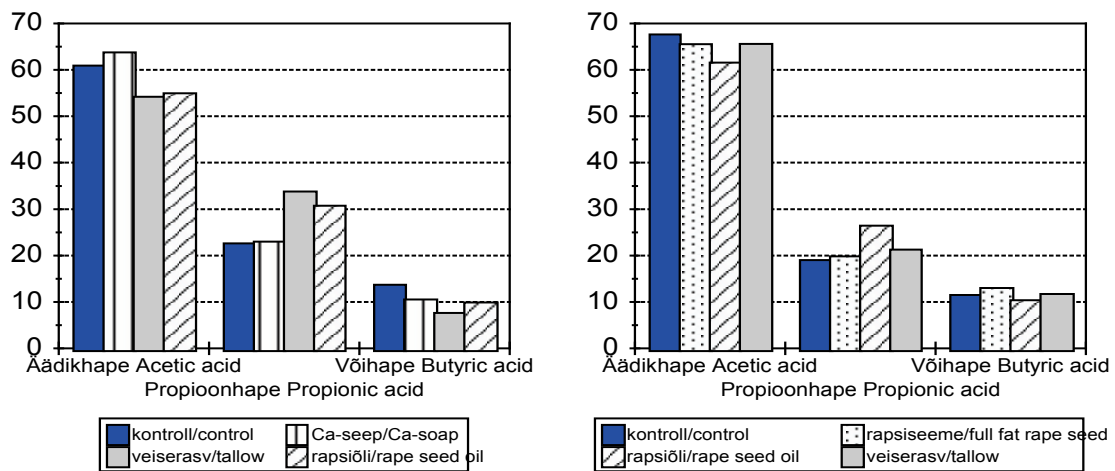 70
60
50
40
30
20
10
0
Äädikhape Acetic acid
Võihape Butyric acid
Propioonhape Propionic acid
kontroll/control
Ca-seep/Ca-soap
veiserasv/tallow
rapsiõli/rape seed oil
70
60
50
40
30
20
10
0
Äädikhape Acetic acid
Võihape Butyric acid
Propioonhape Propionic acid
kontroll/control
rapsiseeme/full fat rape seed
rapsiõli/rape seed oil
veiserasv/tallow